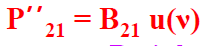 P′′₂₁ = B₂₁ u(ν)